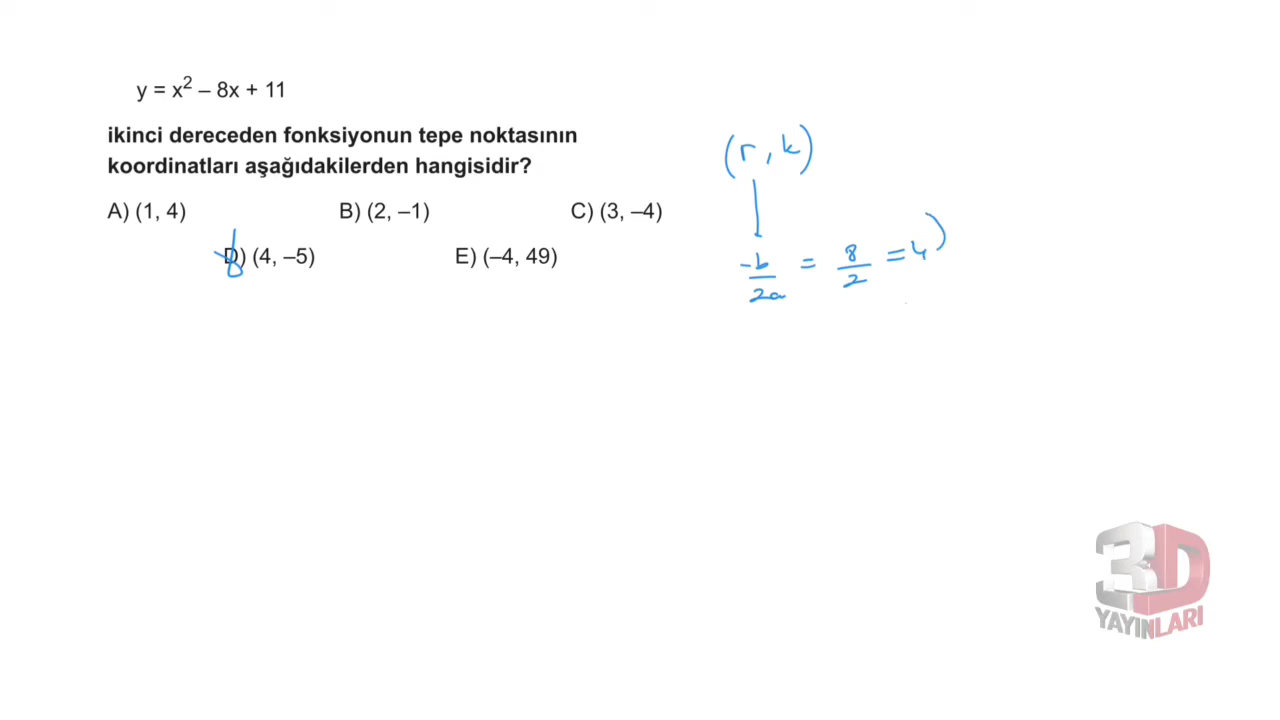 y = x² – 8x + 11
ikinci dereceden fonksiyonun tepe noktasının
koordinatları aşağıdakilerden hangisidir?
A) (1, 4) B) (2, –1) C) (3, –4)
D) (4, –5) E) (–4, 49)
(r, k)
-b/2a = 8/2 = 4)
3D
YAYINLARI